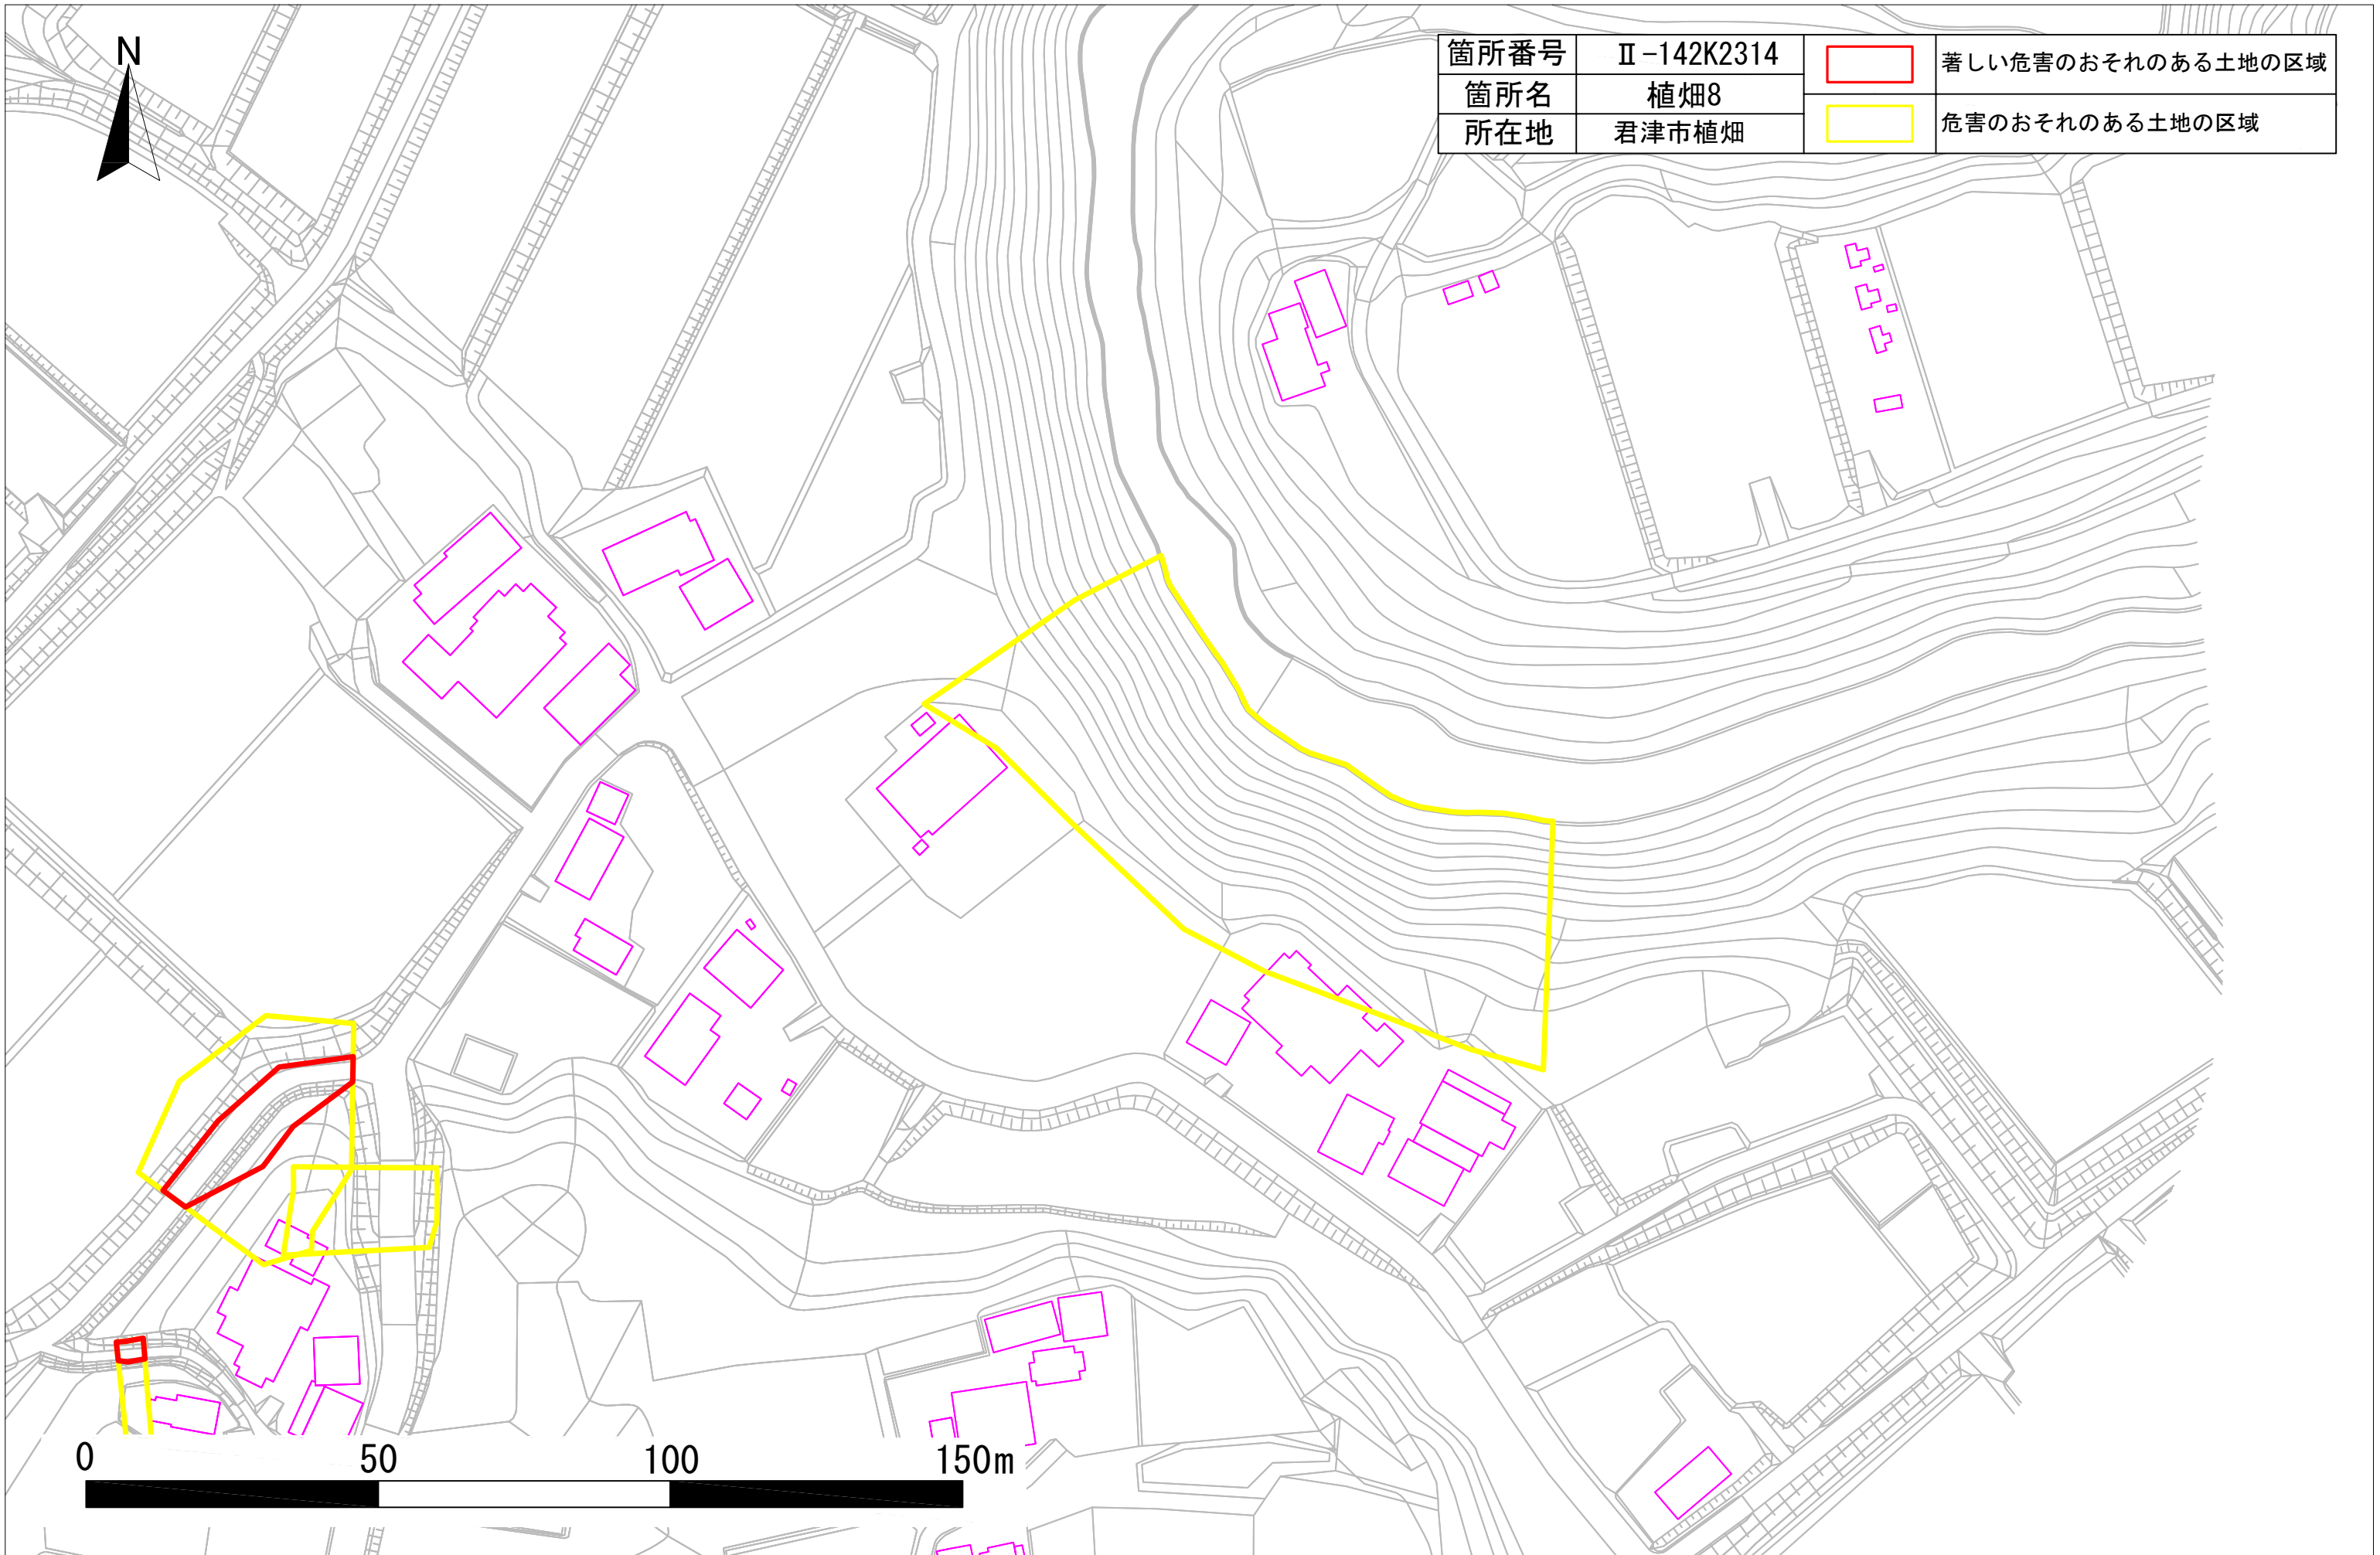 N
箇所番号 Ⅱ-142K2314 著しい危害のおそれのある土地の区域
箇所名 植畑8
所在地 君津市植畑 危害のおそれのある土地の区域
0 50 100 150m